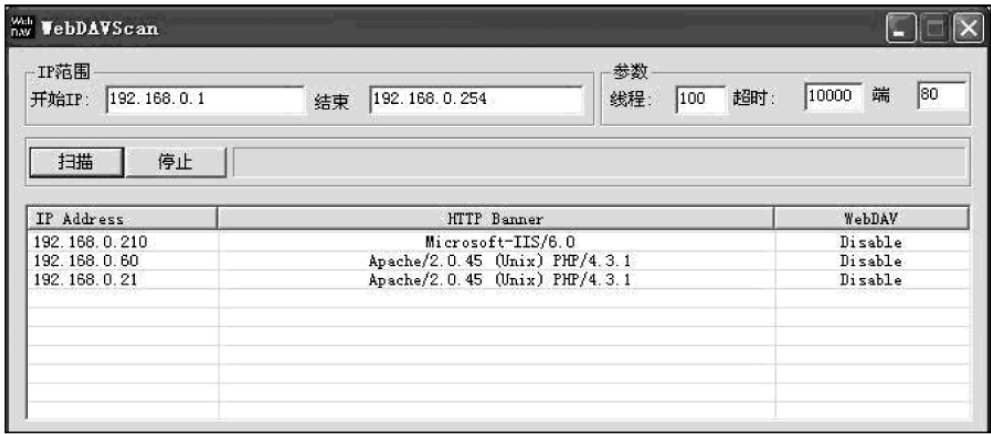 Web DAV WebDAVScan
IP范围 参数
开始IP: 192.168.0.1 结束 192.168.0.254 线程: 100 超时: 10000 端 80
扫描 停止
IP Address HTTP Banner WebDAV
192.168.0.210 Microsoft-IIS/6.0 Disable
192.168.0.60 Apache/2.0.45 (Unix) PHP/4.3.1 Disable
192.168.0.21 Apache/2.0.45 (Unix) PHP/4.3.1 Disable